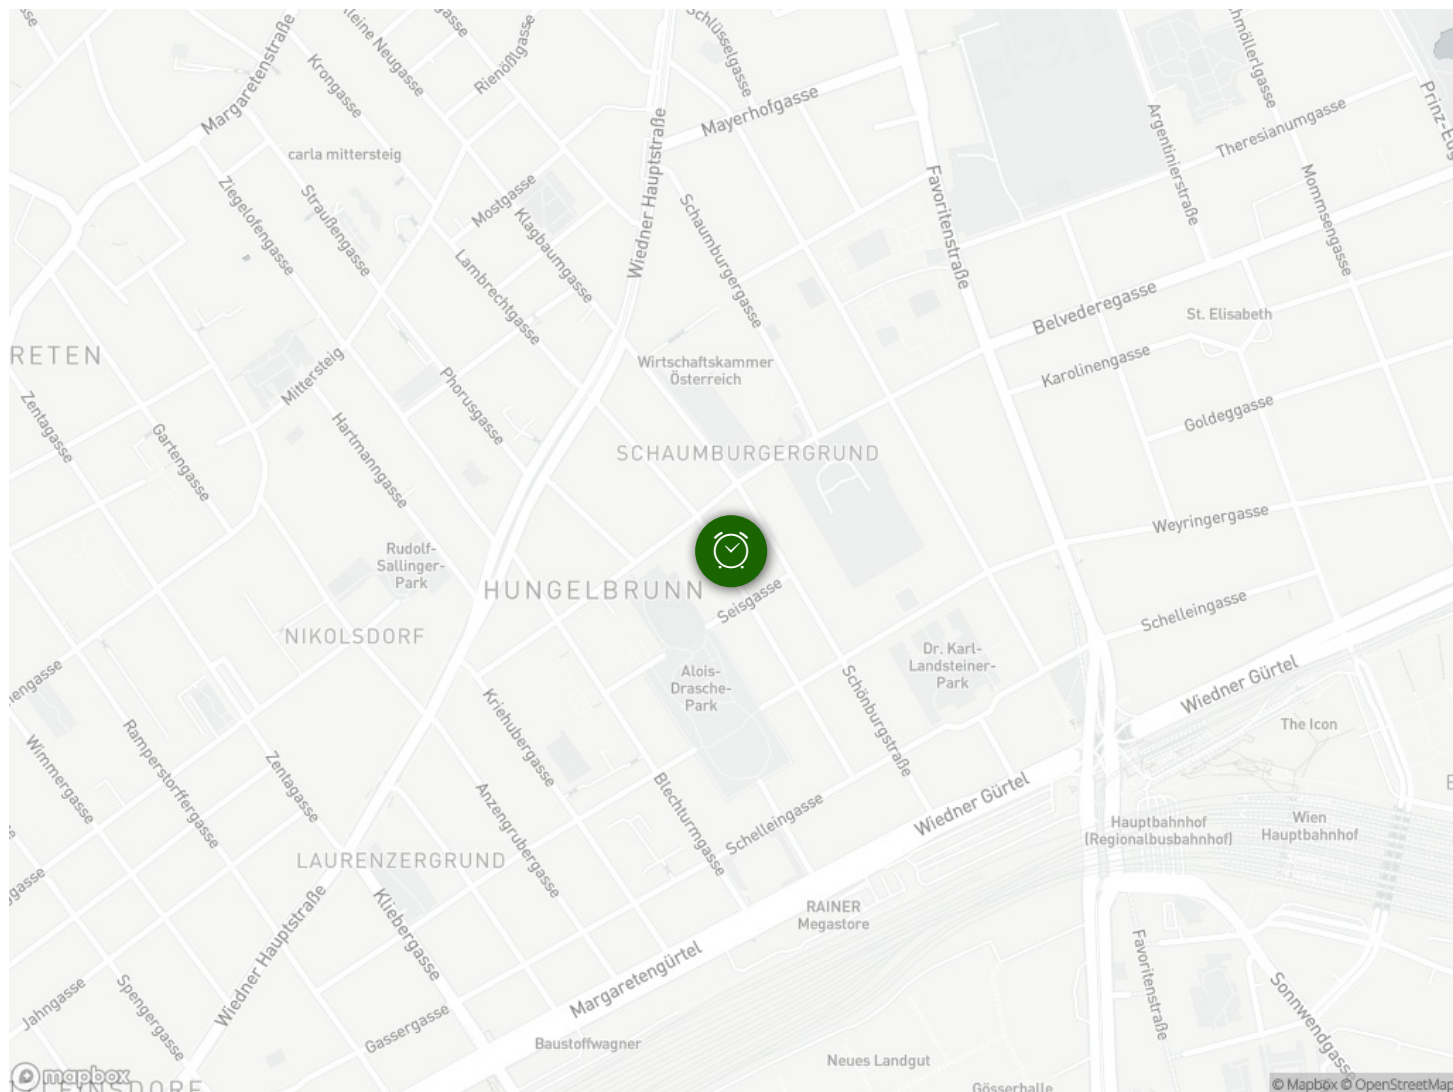 Margaretenstraße
Krongasse
Kleine Neugasse
Rienößlgasse
Schlüsselgasse
Mayerhofgasse
Wiedner Hauptstraße
Favoritenstraße
Argentinierstraße
Schmöllerlgasse
Theresianumgasse
Mommsengasse
carla mittersteig
Ziegelofengasse
Straußengasse
Mostgasse
Klagbaumgasse
Lambrechtgasse
Schaumburgergasse
Belvederegasse
St. Elisabeth
Karolinengasse
Goldeggasse
RETEN
Mittersteig
Wirtschaftskammer
Österreich
Phorusgasse
Zentagasse
Gartengasse
Hartmanngasse
SCHAUMBURGERGRUND
Weyringergasse
Rudolf-
Sallinger-
Park
HUNGELBRUNN
Seisgasse
Schelleingasse
NIKOLSDORF
Dr. Karl-
Landsteiner-
Park
Alois-
Drasche-
Park
Schönburgstraße
Wiedner Gürtel
The Icon
engasse
Kriehubergasse
Wimmergasse
Ramperstorffergasse
Zentagasse
Anzengrubergasse
Blechturmgasse
Schelleingasse
Wiedner Gürtel
Hauptbahnhof
(Regionalbusbahnhof)
Wien
Hauptbahnhof
LAURENZERGRUND
Kliebergasse
Wiedner Hauptstraße
RAINER
Megastore
Favoritenstraße
Sonnwendgasse
Margaretengürtel
Jahngasse
Spengergasse
Gassergasse
Baustoffwagner
Neues Landgut
Gösserhalle
mapbox
© Mapbox © OpenStreetMap